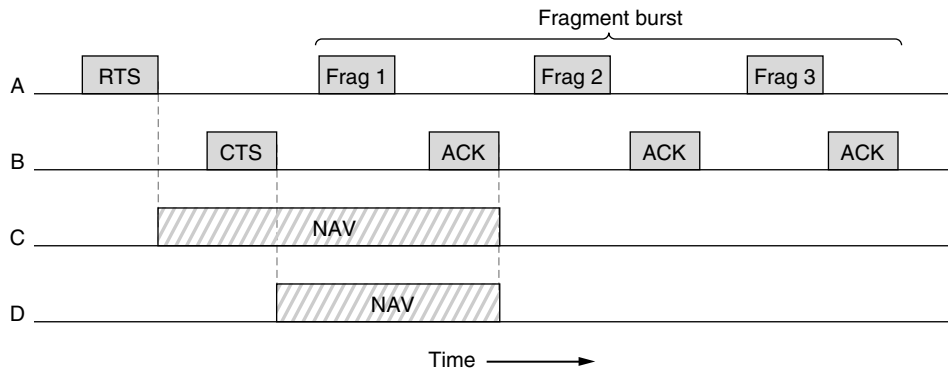 Fragment burst
A RTS Frag 1 Frag 2 Frag 3
B CTS ACK ACK ACK
C NAV
D NAV
Time